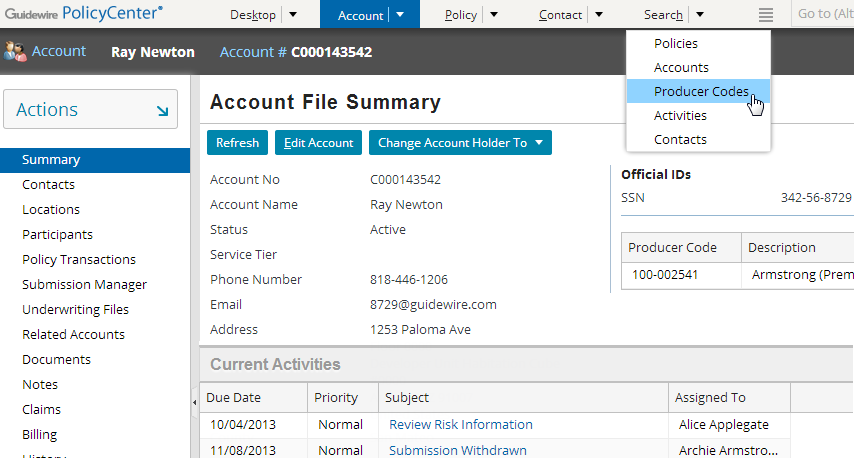 Guidewire PolicyCenter® Desktop Account Policy Contact Search Go to (Alt
Account Ray Newton Account # C000143542
Policies
Accounts
Producer Codes
Activities
Contacts
Actions
Summary
Contacts
Locations
Participants
Policy Transactions
Submission Manager
Underwriting Files
Related Accounts
Documents
Notes
Claims
Billing
History
Account File Summary
Refresh Edit Account Change Account Holder To
Account No C000143542
Account Name Ray Newton
Status Active
Service Tier
Phone Number 818-446-1206
Email 8729@guidewire.com
Address 1253 Paloma Ave
Official IDs
SSN 342-56-8729
Producer Code Description
100-002541 Armstrong (Prem
Current Activities
Due Date Priority Subject Assigned To
10/04/2013 Normal Review Risk Information Alice Applegate
11/08/2013 Normal Submission Withdrawn Archie Armstro...